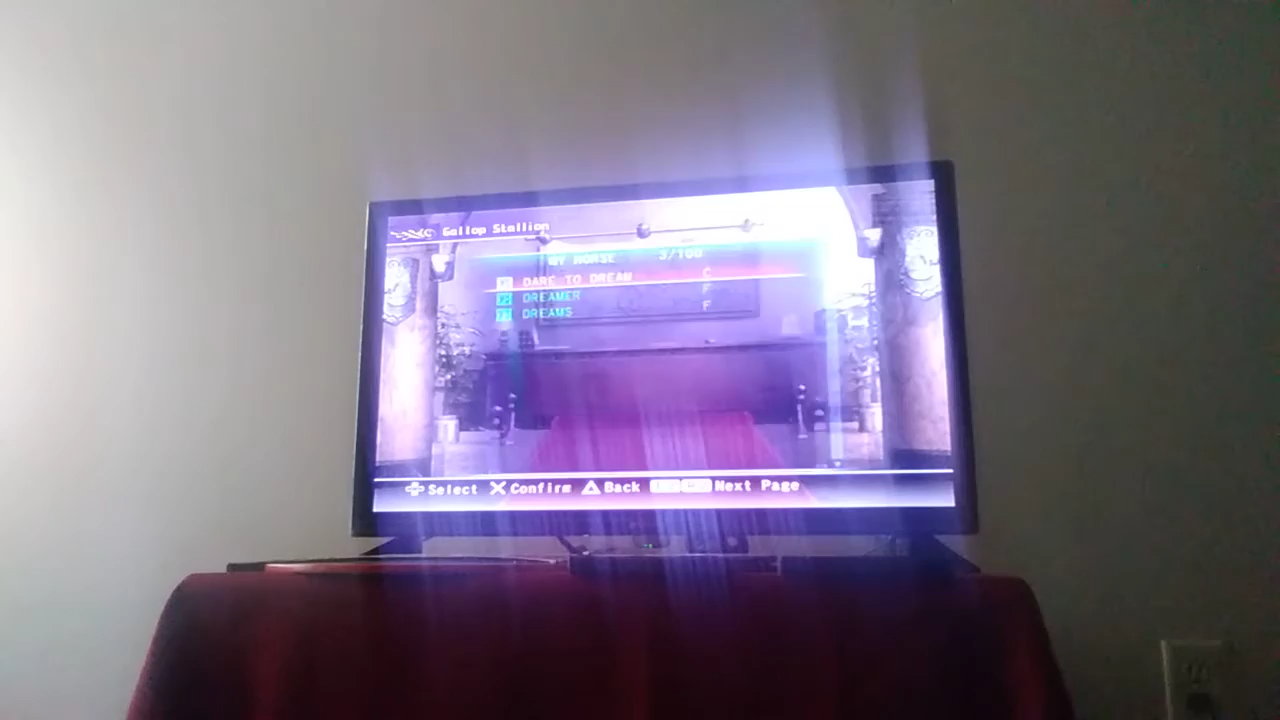 Gallop Stallion
MY HORSE 3/100
DARE TO DREAM C
DREAMER F
DREAMS F
Select Confirm Back Next Page